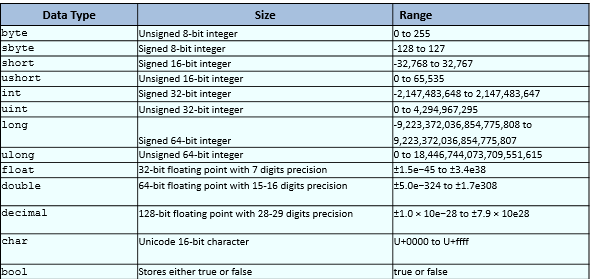 Data Type Size Range
byte Unsigned 8-bit integer 0 to 255
sbyte Signed 8-bit integer -128 to 127
short Signed 16-bit integer -32,768 to 32,767
ushort Unsigned 16-bit integer 0 to 65,535
int Signed 32-bit integer -2,147,483,648 to 2,147,483,647
uint Unsigned 32-bit integer 0 to 4,294,967,295
long -9,223,372,036,854,775,808 to
Signed 64-bit integer 9,223,372,036,854,775,807
ulong Unsigned 64-bit integer 0 to 18,446,744,073,709,551,615
float 32-bit floating point with 7 digits precision ±1.5e−45 to ±3.4e38
double 64-bit floating point with 15-16 digits precision ±5.0e−324 to ±1.7e308
decimal 128-bit floating point with 28-29 digits precision ±1.0 × 10e−28 to ±7.9 × 10e28
char Unicode 16-bit character U+0000 to U+ffff
bool Stores either true or false true or false